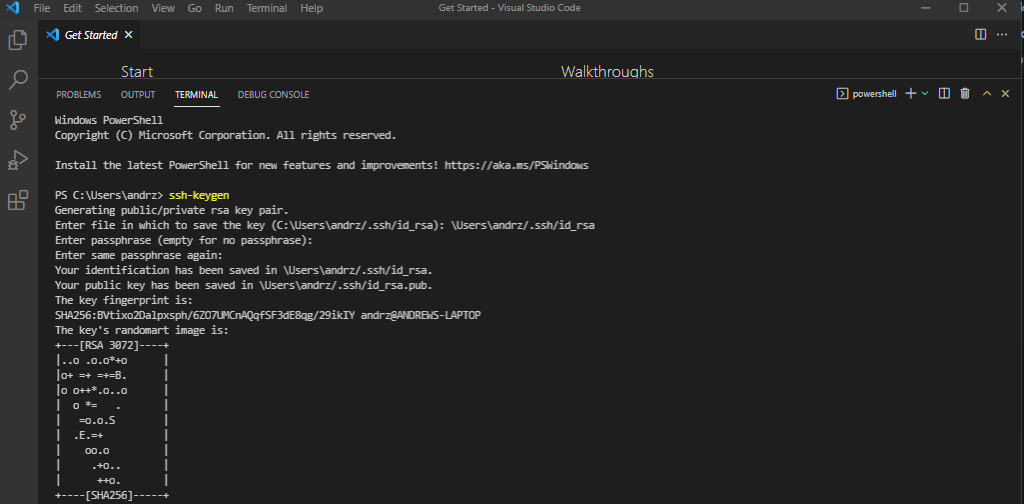 File Edit Selection View Go Run Terminal Help Get Started - Visual Studio Code
Get Started
Start Walkthroughs
PROBLEMS OUTPUT TERMINAL DEBUG CONSOLE powershell
Windows PowerShell
Copyright (C) Microsoft Corporation. All rights reserved.
Install the latest PowerShell for new features and improvements! https://aka.ms/PSWindows
PS C:\Users\andrz> ssh-keygen
Generating public/private rsa key pair.
Enter file in which to save the key (C:\Users\andrz/.ssh/id_rsa): \Users\andrz/.ssh/id_rsa
Enter passphrase (empty for no passphrase):
Enter same passphrase again:
Your identification has been saved in \Users\andrz/.ssh/id_rsa.
Your public key has been saved in \Users\andrz/.ssh/id_rsa.pub.
The key fingerprint is:
SHA256:BVtixo2Dalpxsph/6ZO7UMCnAQqfSF3dE8qg/29ikIY andrz@ANDREWS-LAPTOP
The key's randomart image is:
+---[RSA 3072]----+
|..o .o.o*+o      |
|o+ =+ =+=B.      |
|o o++*.o..o      |
|  o *=   .       |
|   =o.o.S        |
|  .E.=+          |
|    oo.o         |
|     .+o..       |
|      ++o.       |
+----[SHA256]-----+